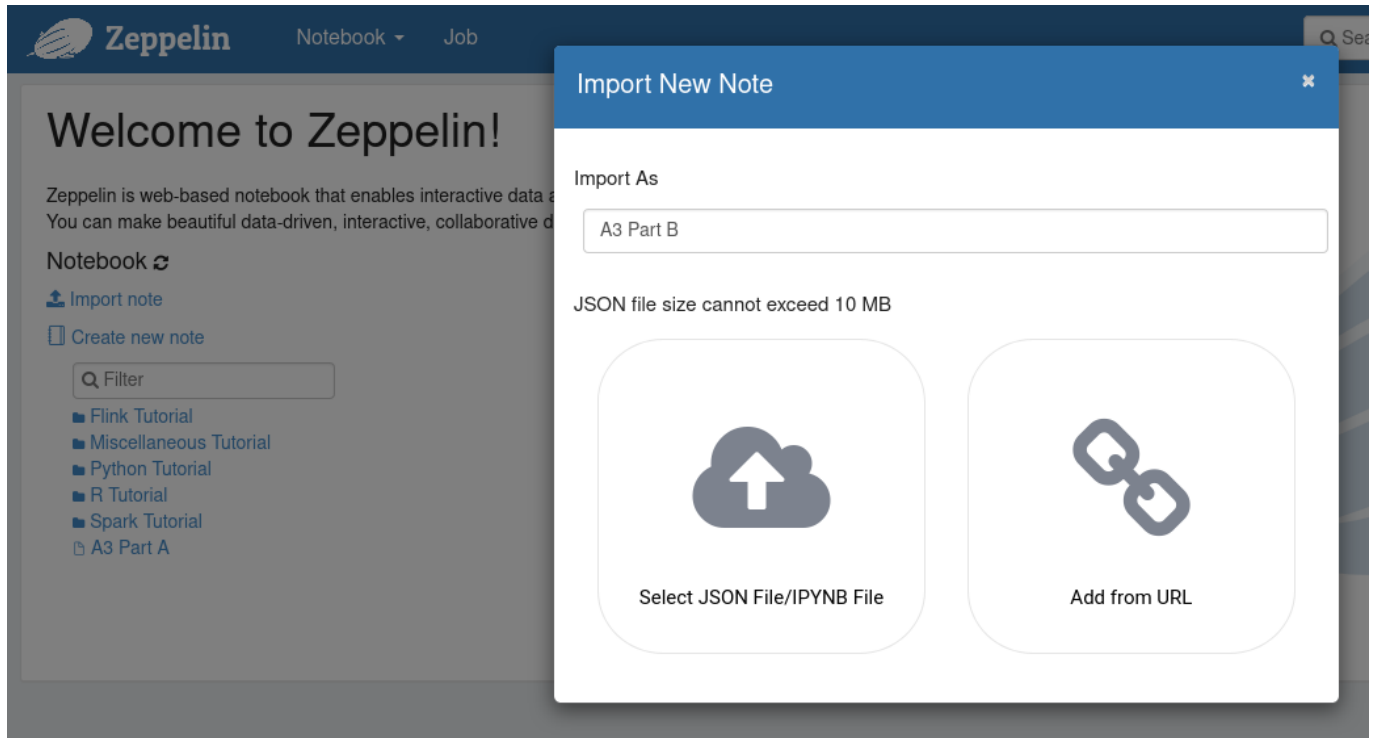 Zeppelin
Notebook
Job
Sea
Welcome to Zeppelin!
Zeppelin is web-based notebook that enables interactive data a
You can make beautiful data-driven, interactive, collaborative d
Notebook
Import note
Create new note
Filter
Flink Tutorial
Miscellaneous Tutorial
Python Tutorial
R Tutorial
Spark Tutorial
A3 Part A
Import New Note
Import As
A3 Part B
JSON file size cannot exceed 10 MB
Select JSON File/IPYNB File
Add from URL